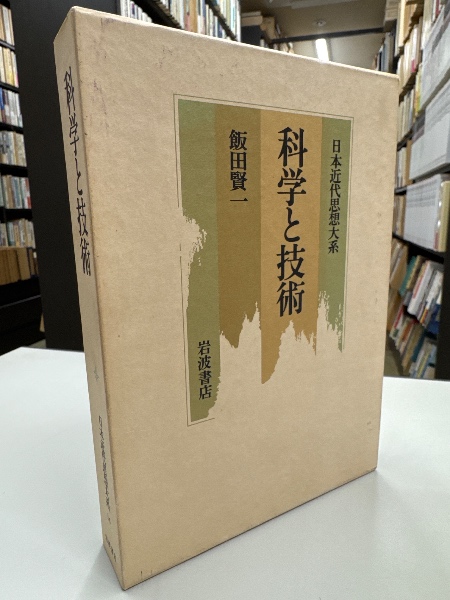 日本近代思想大系
科学と技術
飯田賢一
岩波書店
科学と技術